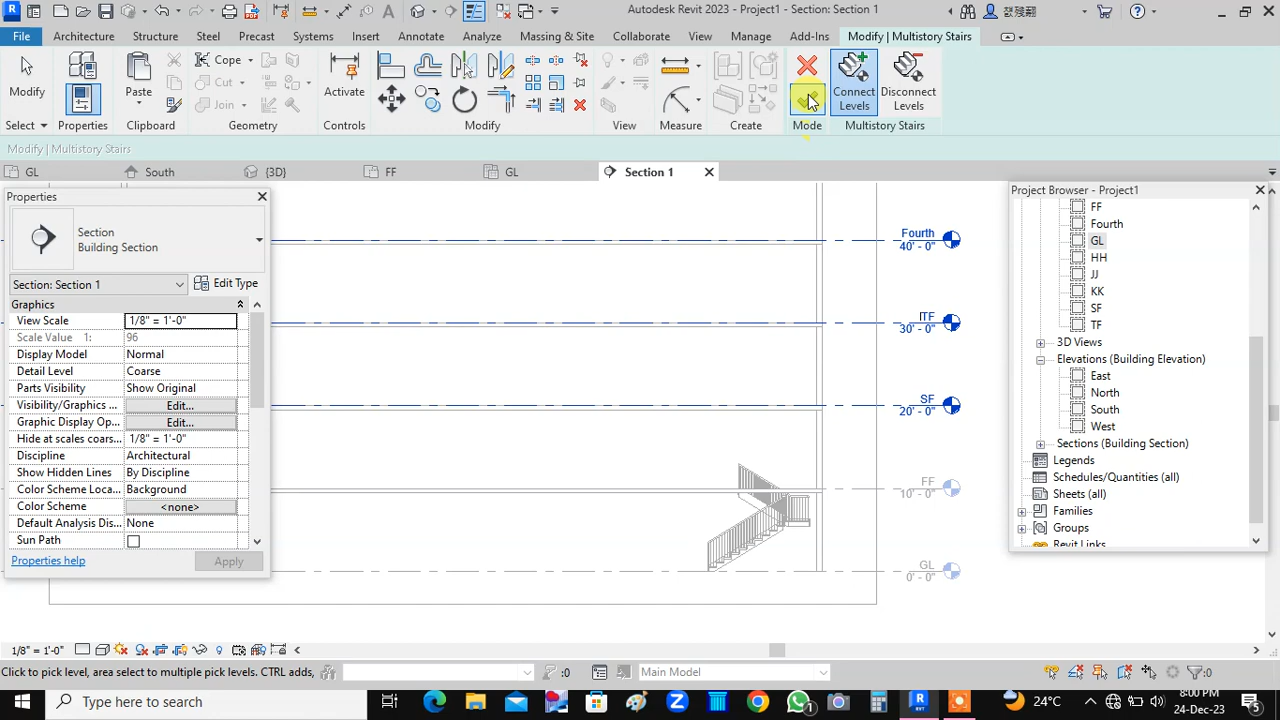 Autodesk Revit 2023 - Project1 - Section: Section 1
File Architecture Structure Steel Precast Systems Insert Annotate Analyze Massing & Site Collaborate View Manage Add-Ins Modify | Multistory Stairs
Modify
Select
Properties
Paste
Clipboard
Cope
Cut
Join
Geometry
Activate
Controls
Modify
View
Measure
Create
Mode
Connect
Levels
Disconnect
Levels
Multistory Stairs
Modify | Multistory Stairs
GL South {3D} FF GL Section 1
Properties
Section
Building Section
Section: Section 1 Edit Type
Graphics
View Scale 1/8" = 1'-0"
Scale Value 1: 96
Display Model Normal
Detail Level Coarse
Parts Visibility Show Original
Visibility/Graphics ... Edit...
Graphic Display Op... Edit...
Hide at scales coars... 1/8" = 1'-0"
Discipline Architectural
Show Hidden Lines By Discipline
Color Scheme Loca... Background
Color Scheme <none>
Default Analysis Dis... None
Sun Path
Properties help Apply
Fourth
40' - 0"
ITF
30' - 0"
SF
20' - 0"
FF
10' - 0"
GL
0' - 0"
Project Browser - Project1
FF
Fourth
GL
HH
JJ
KK
SF
TF
3D Views
Elevations (Building Elevation)
East
North
South
West
Sections (Building Section)
Legends
Schedules/Quantities (all)
Sheets (all)
Families
Groups
Revit Links
1/8" = 1'-0"
Click to pick level, area select to multiple pick levels. CTRL adds, :0 Main Model :0
Type here to search 24°C 8:00 PM
24-Dec-23 5